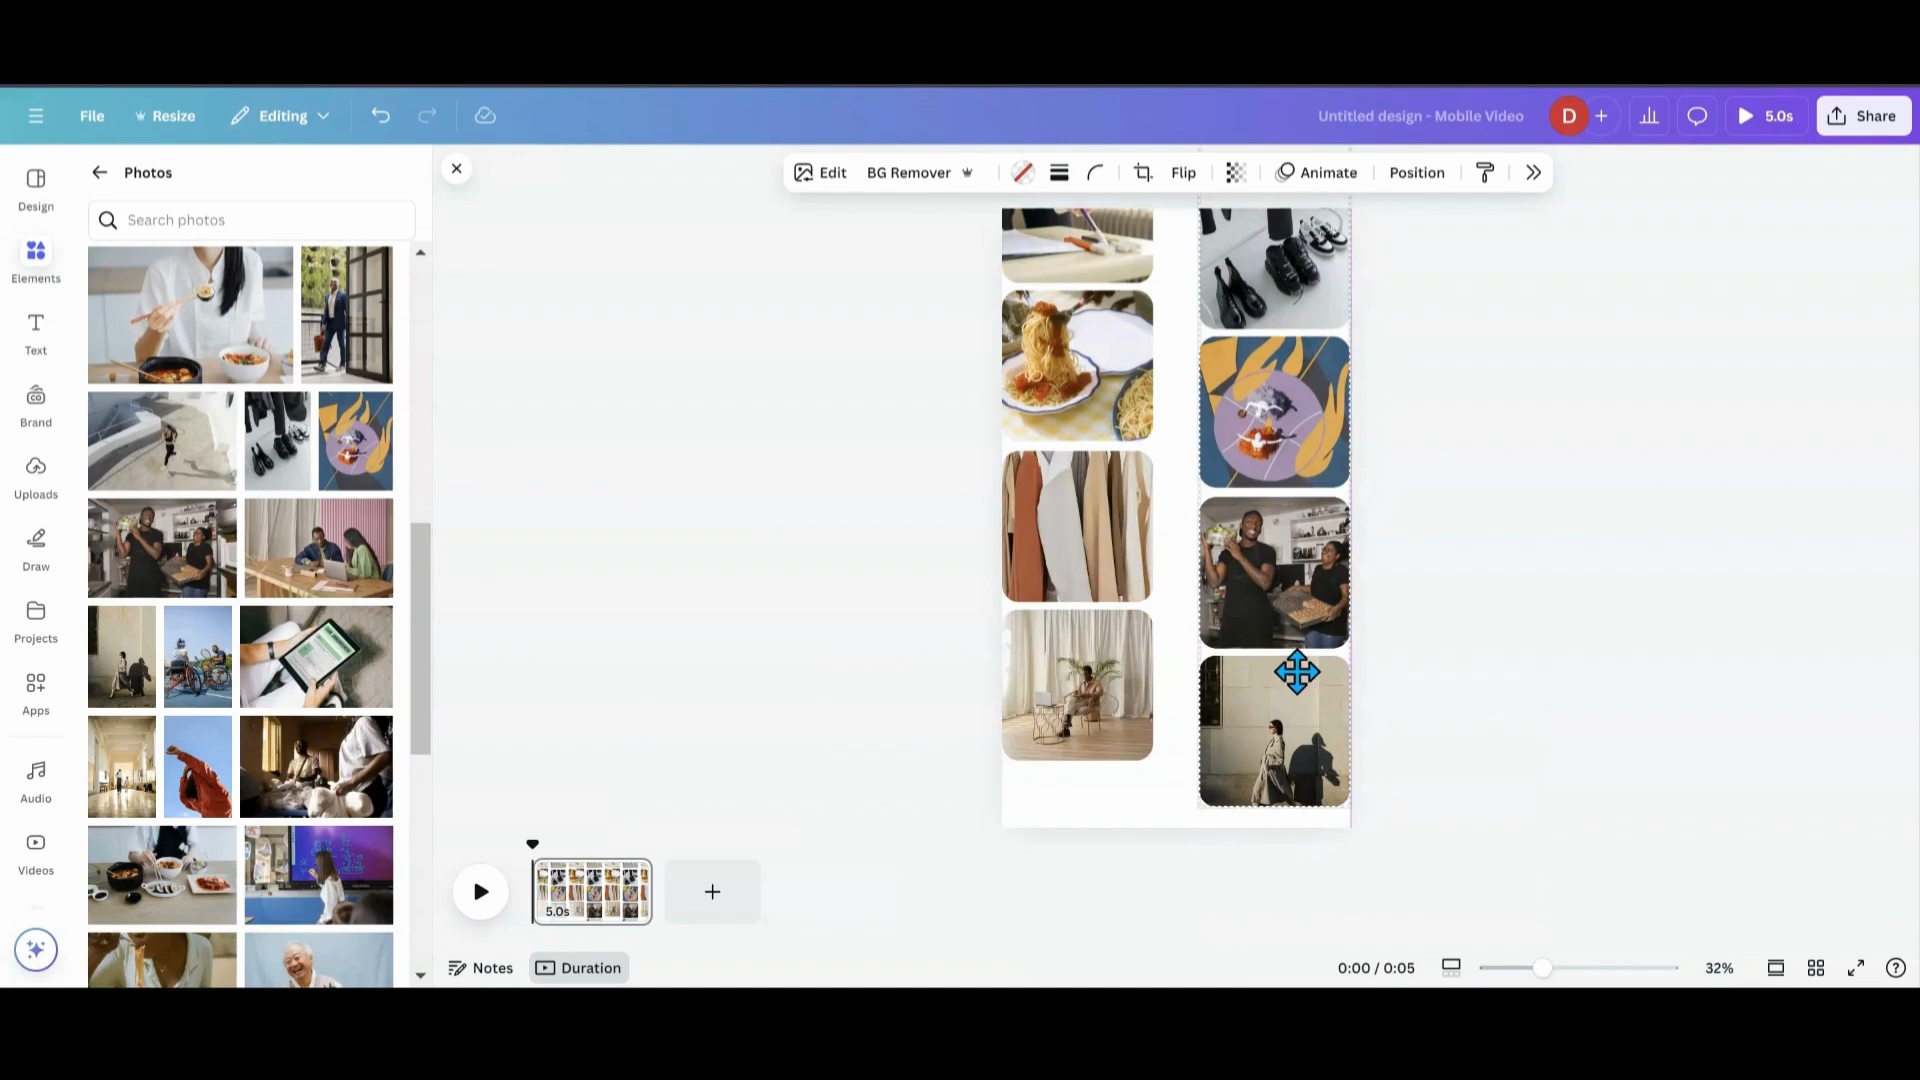 File
Resize
Editing
Untitled design - Mobile Video
D
5.0s
Share
Design
Elements
Text
Brand
Uploads
Draw
Projects
Apps
Audio
Videos
Photos
Search photos
Edit
BG Remover
Flip
Animate
Position
5.0s
Notes
Duration
0:00 / 0:05
32%